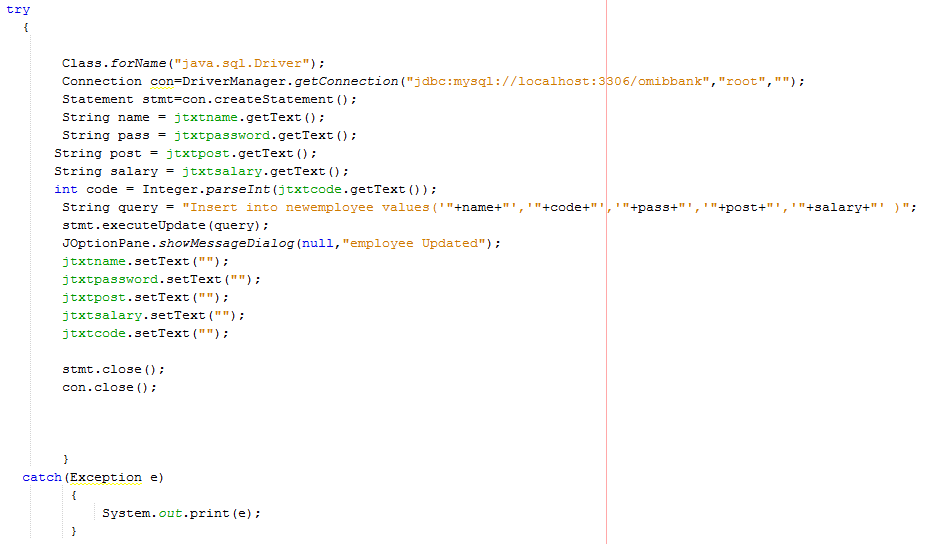 try
{
Class.forName("java.sql.Driver");
Connection con=DriverManager.getConnection("jdbc:mysql://localhost:3306/omibbank","root","");
Statement stmt=con.createStatement();
String name = jtxtname.getText();
String pass = jtxtpassword.getText();
String post = jtxtpost.getText();
String salary = jtxtsalary.getText();
int code = Integer.parseInt(jtxtcode.getText());
String query = "Insert into newemployee values('"+name+"','"+code+"','"+pass+"','"+post+"','"+salary+"' )";
stmt.executeUpdate(query);
JOptionPane.showMessageDialog(null,"employee Updated");
jtxtname.setText("");
jtxtpassword.setText("");
jtxtpost.setText("");
jtxtsalary.setText("");
jtxtcode.setText("");
stmt.close();
con.close();
}
catch(Exception e)
{
System.out.print(e);
}